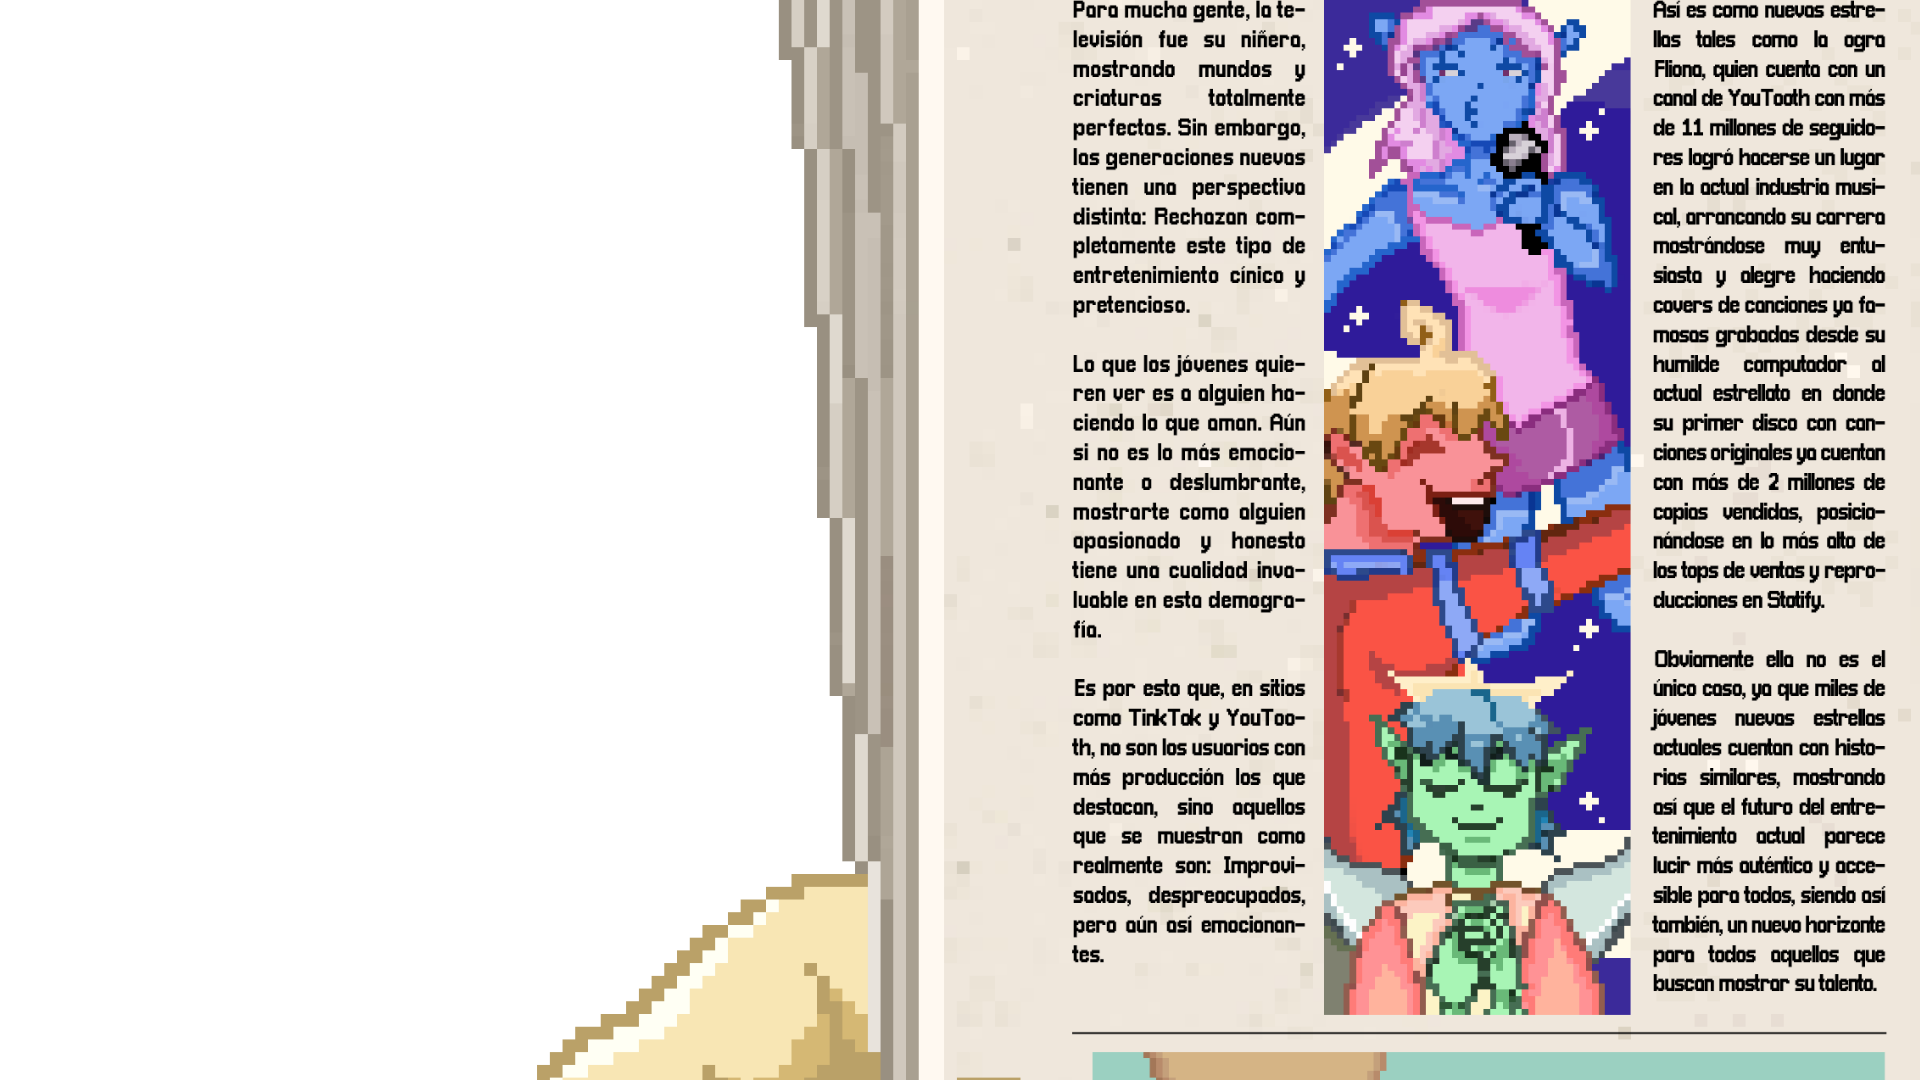 Para mucha gente, la te-
levisión fue su niñera,
mostrando mundos y
criaturas totalmente
perfectas. Sin embargo,
las generaciones nuevas
tienen una perspectiva
distinta: Rechazan com-
pletamente este tipo de
entretenimiento cínico y
pretencioso.
Lo que los jóvenes quie-
ren ver es a alguien ha-
ciendo lo que aman. Aún
si no es lo más emocio-
nante o deslumbrante,
mostrarte como alguien
apasionado y honesto
tiene una cualidad inva-
luable en esta demogra-
fía.
Es por esto que, en sitios
como TinkTok y YouToo-
th, no son los usuarios con
más producción los que
destacan, sino aquellos
que se muestran como
realmente son: Improvi-
sados, despreocupados,
pero aún así emocionan-
tes.
Así es como nuevas estre-
llas tales como la ogra
Fliona, quien cuenta con un
canal de YouTooth con más
de 11 millones de seguido-
res logró hacerse un lugar
en la actual industria musi-
cal, arrancando su carrera
mostrándose muy entu-
siasta y alegre haciendo
covers de canciones ya fa-
mosas grabadas desde su
humilde computador al
actual estrellato en donde
su primer disco con can-
ciones originales ya cuentan
con más de 2 millones de
copias vendidas, posicio-
nándose en lo más alto de
los tops de ventas y repro-
ducciones en Statify.
Obviamente ella no es el
único caso, ya que miles de
jóvenes nuevas estrellas
actuales cuentan con histo-
rias similares, mostrando
así que el futuro del entre-
tenimiento actual parece
lucir más auténtico y acce-
sible para todos, siendo así
también, un nuevo horizonte
para todos aquellos que
buscan mostrar su talento.